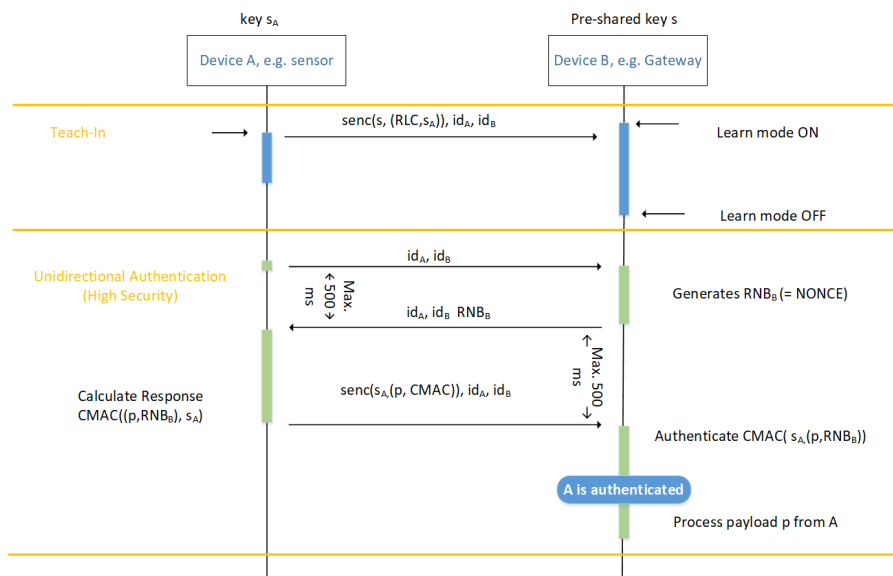 key sA
Pre-shared key s
Device A, e.g. sensor
Device B, e.g. Gateway
Teach-In
senc(s, (RLC,sA)), idA, idB
Learn mode ON
Learn mode OFF
Unidirectional Authentication
(High Security)
idA, idB
Max.
500
ms
Generates RNBB (= NONCE)
idA, idB RNBB
Max. 500
ms
Calculate Response
CMAC((p,RNBB), sA)
senc(sA,(p, CMAC)), idA, idB
Authenticate CMAC( sA,(p,RNBB))
A is authenticated
Process payload p from A